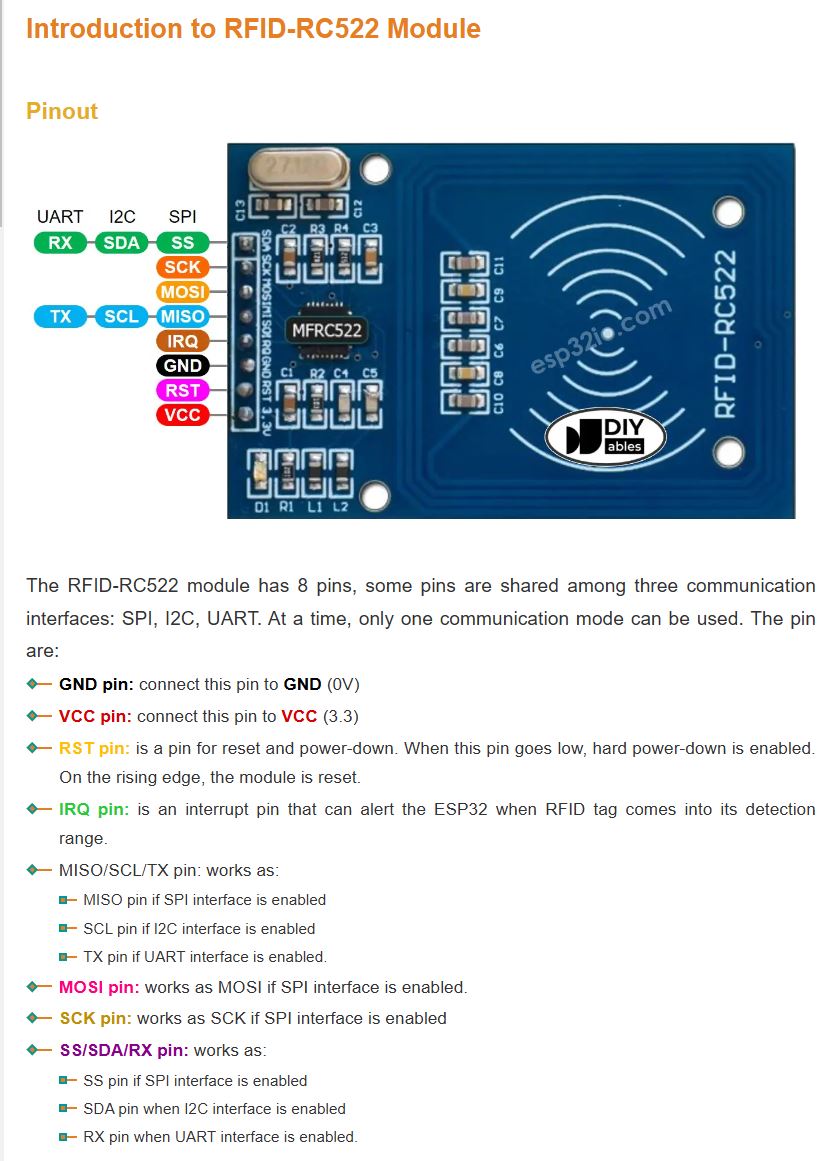 Introduction to RFID-RC522 Module
Pinout
UART I2C SPI
RX SDA SS
SCK
MOSI
TX SCL MISO
IRQ
GND
RST
VCC
C13
C12
C2 R3 R4 C3
SDA SCK MOSI MISO IRQ GND RST 3.3V
MFRC522
C1 R2 C4 C5
D1 R1 L1 L2
C11
C9
C7
C6
C8
C10
esp32io.com
DIY
ables
RFID-RC522
The RFID-RC522 module has 8 pins, some pins are shared among three communication
interfaces: SPI, I2C, UART. At a time, only one communication mode can be used. The pin
are:
GND pin: connect this pin to GND (0V)
VCC pin: connect this pin to VCC (3.3)
RST pin: is a pin for reset and power-down. When this pin goes low, hard power-down is enabled.
On the rising edge, the module is reset.
IRQ pin: is an interrupt pin that can alert the ESP32 when RFID tag comes into its detection
range.
MISO/SCL/TX pin: works as:
MISO pin if SPI interface is enabled
SCL pin if I2C interface is enabled
TX pin if UART interface is enabled.
MOSI pin: works as MOSI if SPI interface is enabled.
SCK pin: works as SCK if SPI interface is enabled
SS/SDA/RX pin: works as:
SS pin if SPI interface is enabled
SDA pin when I2C interface is enabled
RX pin when UART interface is enabled.